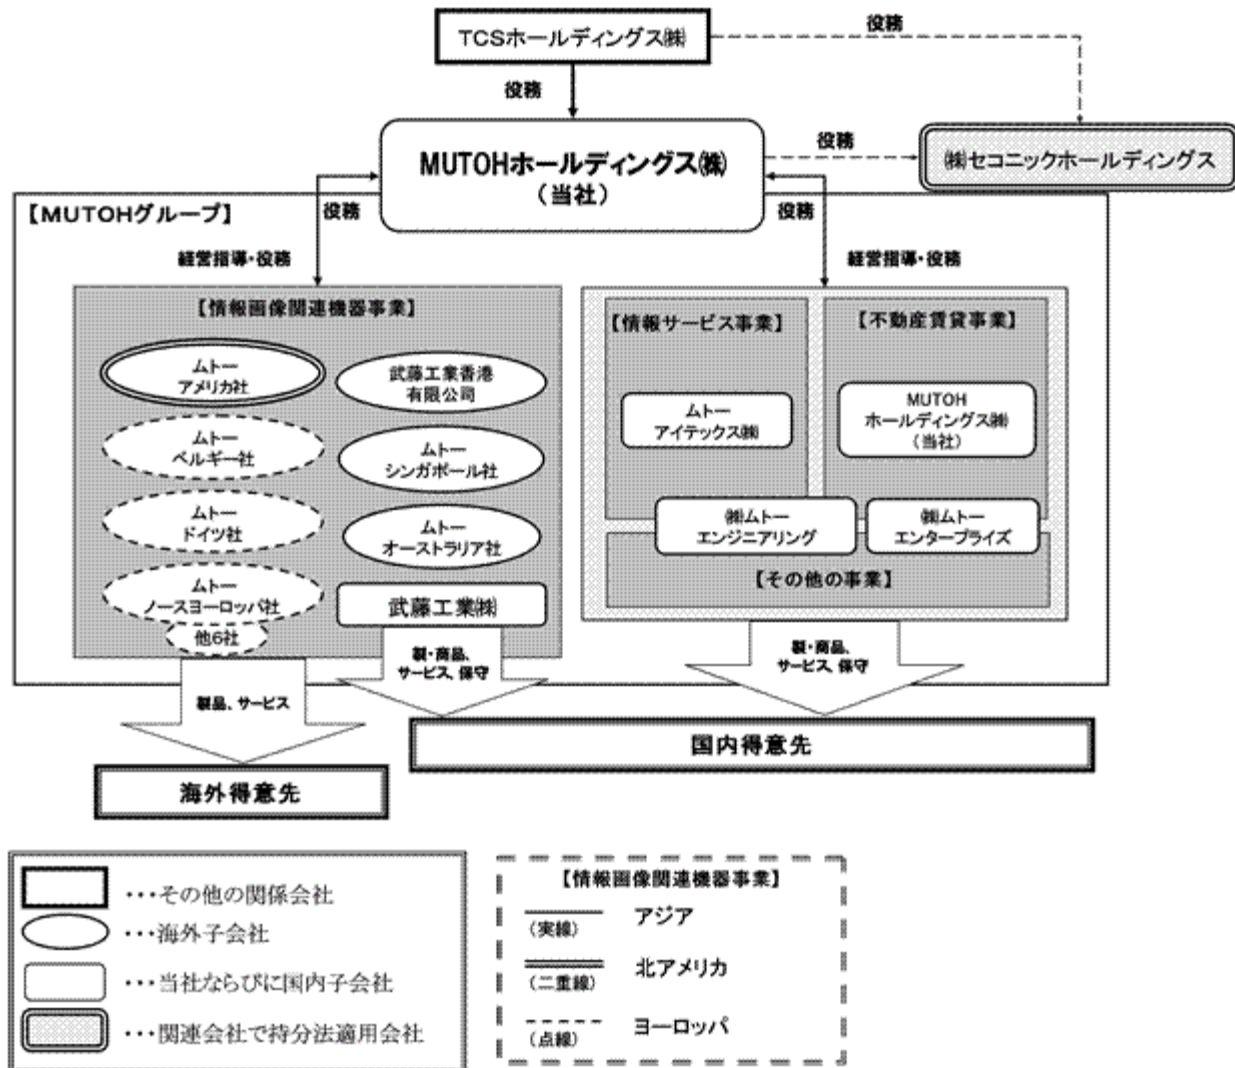 TCSホールディングス㈱
役務
役務
MUTOHホールディングス㈱
(当社)
役務
㈱セコニックホールディングス
【MUTOHグループ】
役務
役務
経営指導・役務
経営指導・役務
【情報画像関連機器事業】
ムトー
アメリカ社
武藤工業香港
有限公司
ムトー
ベルギー社
ムトー
シンガポール社
ムトー
ドイツ社
ムトー
オーストラリア社
ムトー
ノースヨーロッパ社
他6社
武藤工業㈱
【情報サービス事業】
【不動産賃貸事業】
ムトー
アイテックス㈱
MUTOH
ホールディングス㈱
(当社)
㈱ムトー
エンジニアリング
㈱ムトー
エンタープライズ
【その他の事業】
製・商品、
サービス、保守
製・商品、
サービス、保守
製品、サービス
国内得意先
海外得意先
・・・その他の関係会社
・・・海外子会社
・・・当社ならびに国内子会社
・・・関連会社で持分法適用会社
【情報画像関連機器事業】
(実線)
アジア
(二重線)
北アメリカ
(点線)
ヨーロッパ